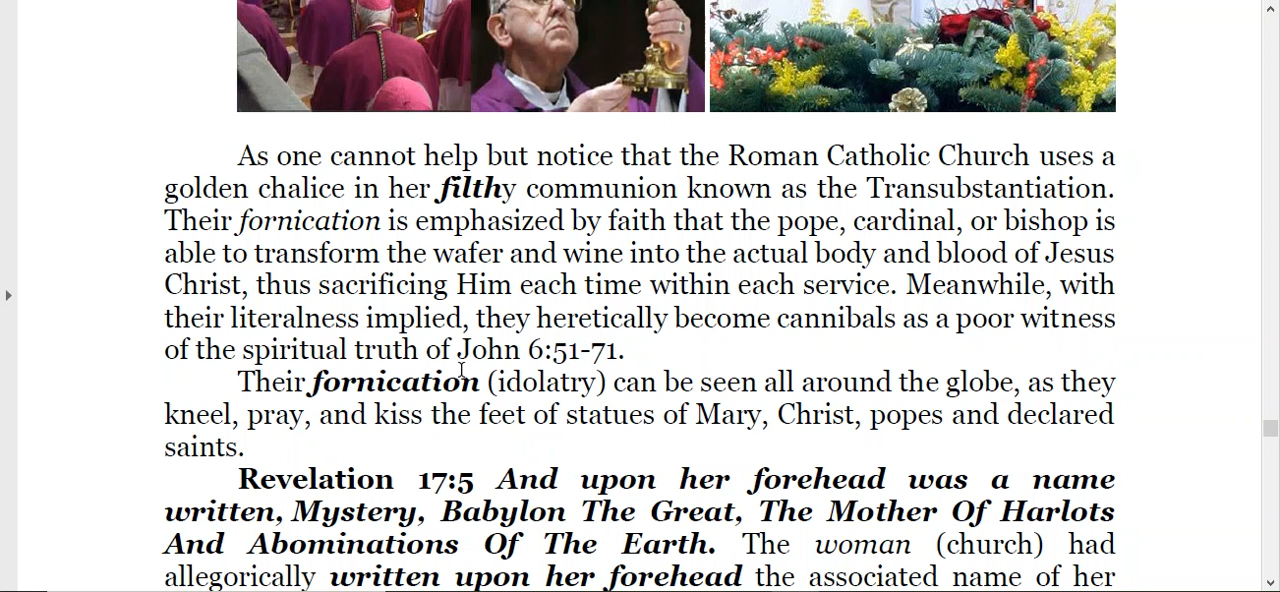 As one cannot help but notice that the Roman Catholic Church uses a
golden chalice in her filthy communion known as the Transubstantiation.
Their fornication is emphasized by faith that the pope, cardinal, or bishop is
able to transform the wafer and wine into the actual body and blood of Jesus
Christ, thus sacrificing Him each time within each service. Meanwhile, with
their literalness implied, they heretically become cannibals as a poor witness
of the spiritual truth of John 6:51-71.
Their fornication (idolatry) can be seen all around the globe, as they
kneel, pray, and kiss the feet of statues of Mary, Christ, popes and declared
saints.
Revelation 17:5 And upon her forehead was a name
written, Mystery, Babylon The Great, The Mother Of Harlots
And Abominations Of The Earth. The woman (church) had
allegorically written upon her forehead the associated name of her